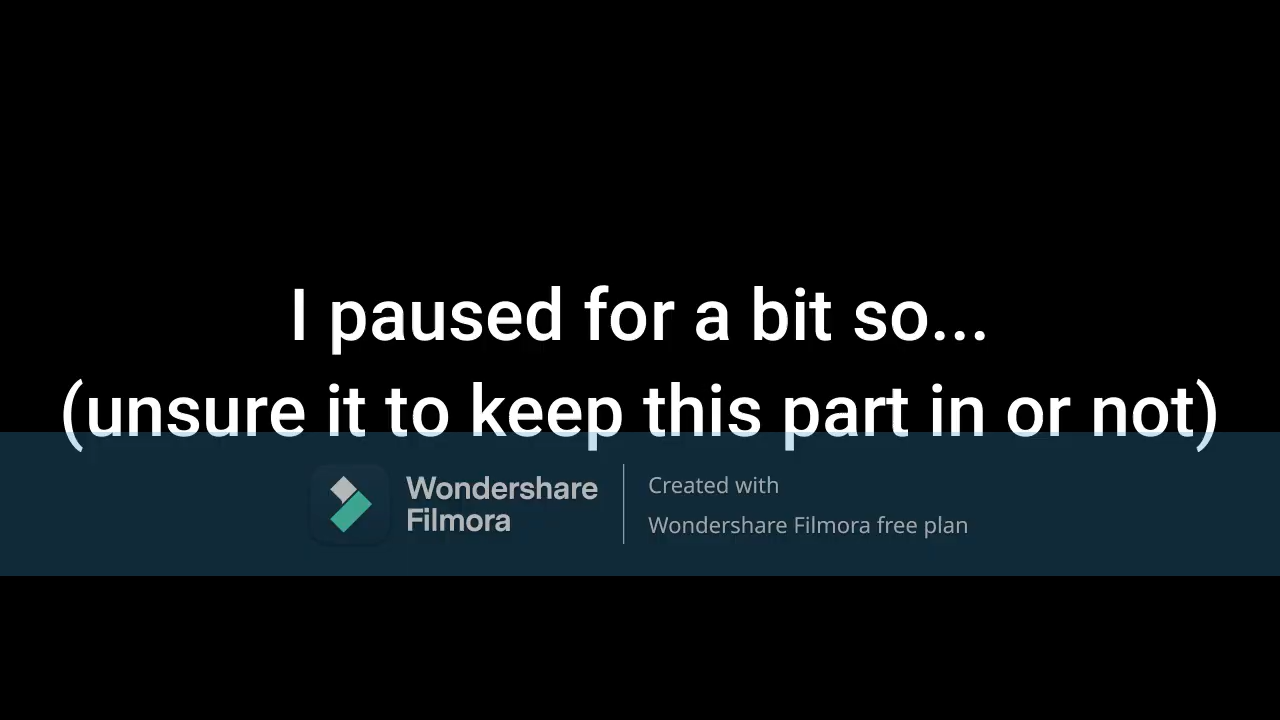 I paused for a bit so...
(unsure it to keep this part in or not)
Wondershare
Filmora
Created with
Wondershare Filmora free plan